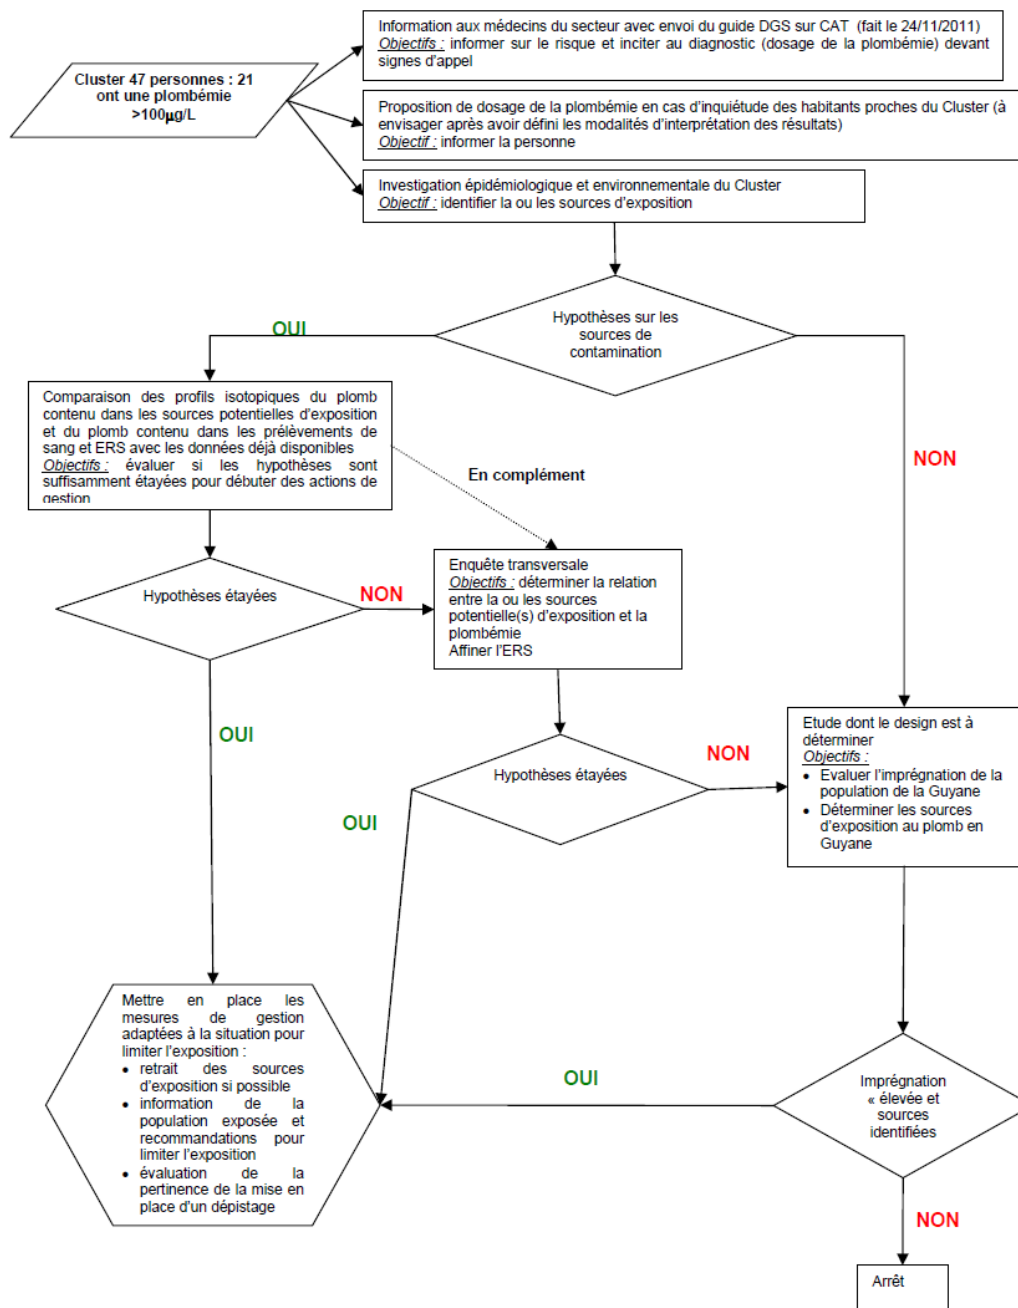 Information aux médecins du secteur avec envoi du guide DGS sur CAT (fait le 24/11/2011)
Objectifs : informer sur le risque et inciter au diagnostic (dosage de la plombémie) devant
signes d'appel
Cluster 47 personnes : 21
ont une plombémie
>100µg/L
Proposition de dosage de la plombémie en cas d'inquiétude des habitants proches du Cluster (à
envisager après avoir défini les modalités d'interprétation des résultats)
Objectif : informer la personne
Investigation épidémiologique et environnementale du Cluster
Objectif : identifier la ou les sources d'exposition
Hypothèses sur les
sources de
contamination
OUI
NON
Comparaison des profils isotopiques du plomb
contenu dans les sources potentielles d'exposition
et du plomb contenu dans les prélèvements de
sang et ERS avec les données déjà disponibles
Objectifs : évaluer si les hypothèses sont
suffisamment étayées pour débuter des actions de
gestion
En complément
Hypothèses étayées
NON
OUI
Enquête transversale
Objectifs : déterminer la relation
entre la ou les sources
potentielle(s) d'exposition et la
plombémie
Affiner l'ERS
Hypothèses étayées
NON
OUI
Etude dont le design est à
déterminer
Objectifs :
• Evaluer l'imprégnation de la
population de la Guyane
• Déterminer les sources
d'exposition au plomb en
Guyane
Mettre en place les
mesures de gestion
adaptées à la situation pour
limiter l'exposition :
• retrait des sources
d'exposition si possible
• information de la
population exposée et
recommandations pour
limiter l'exposition
• évaluation de la
pertinence de la mise en
place d'un dépistage
OUI
Imprégnation
« élevée et
sources
identifiées
NON
Arrêt